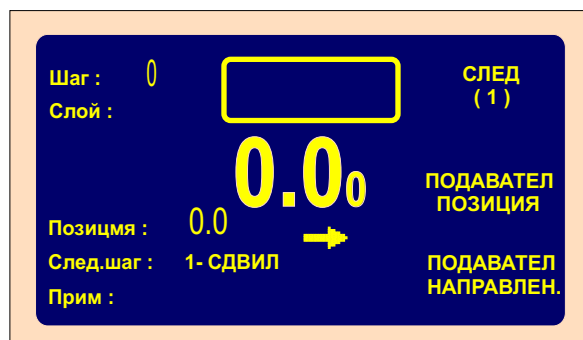 Шаг : 0
СЛЕД
( 1 )
Слой :
0.00
ПОДАВАТЕЛ
ПОЗИЦИЯ
Позицмя : 0.0
След.шаг : 1- СДВИЛ
ПОДАВАТЕЛ
НАПРАВЛЕН.
Прим :